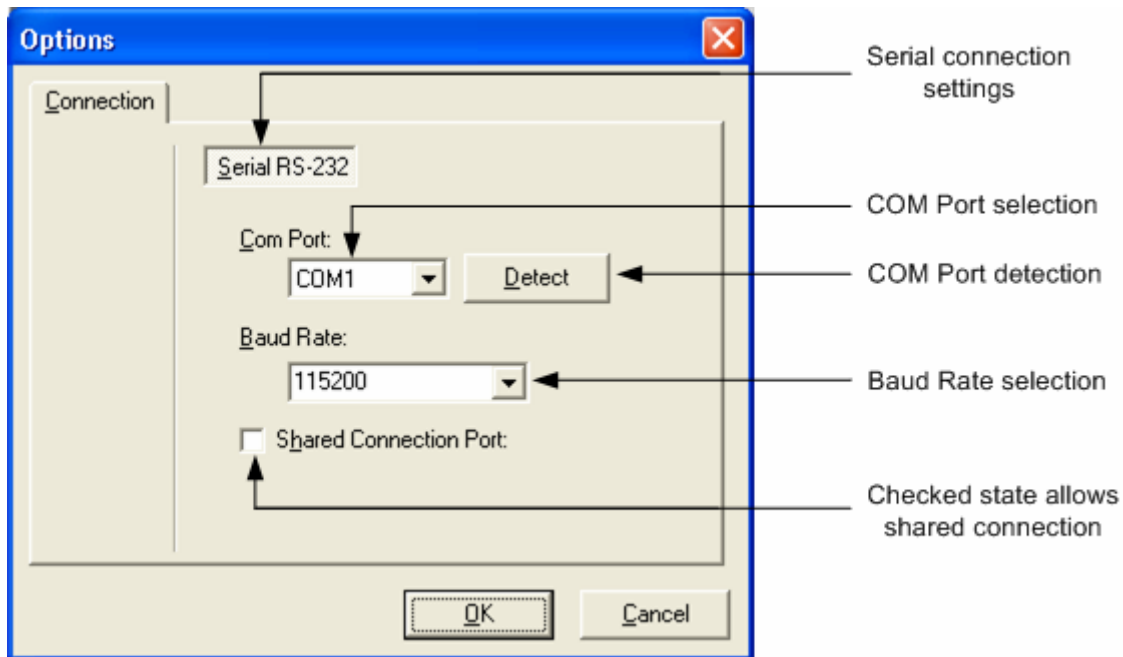 Options
Serial connection
settings
Connection
Serial RS-232
COM Port selection
Com Port:
COM1
Detect
COM Port detection
Baud Rate:
115200
Baud Rate selection
Shared Connection Port:
Checked state allows
shared connection
OK
Cancel